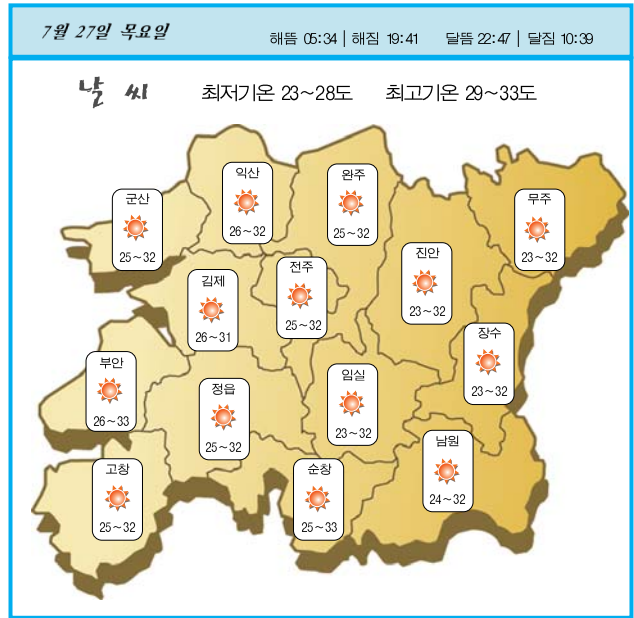 7월 27일 목요일
해뜸 05:34 | 해짐 19:41 달뜸 22:47 | 달짐 10:39
날씨 최저기온 23~28도 최고기온 29~33도
익산
26~32
완주
25~32
군산
25~32
무주
23~32
진안
23~32
전주
25~32
김제
26~31
장수
23~32
부안
26~33
임실
23~32
정읍
25~32
남원
24~32
고창
25~32
순창
25~33